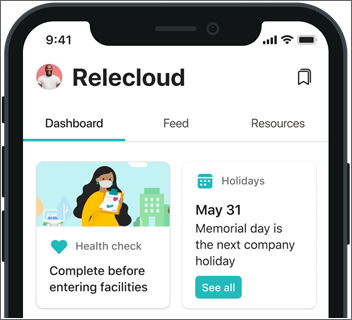 9:41
Relecloud
Dashboard Feed Resources
Health check
Complete before
entering facilities
Holidays
May 31
Memorial day is
the next company
holiday
See all